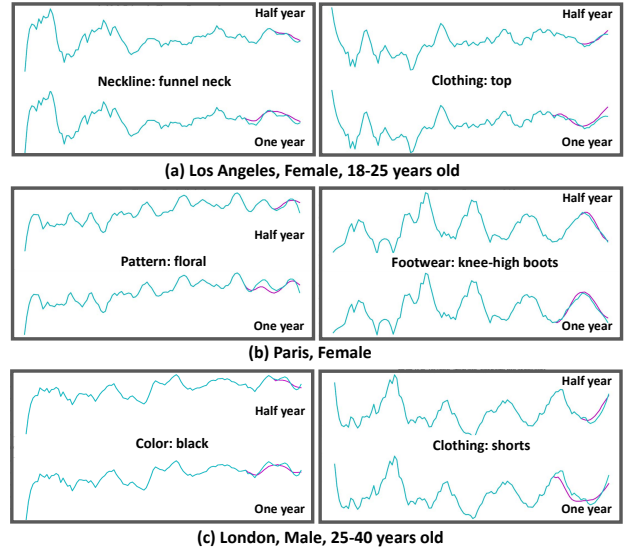 Half year
Neckline: funnel neck
One year
Half year
Clothing: top
One year
(a) Los Angeles, Female, 18-25 years old
Half year
Pattern: floral
One year
Half year
Footwear: knee-high boots
One year
(b) Paris, Female
Half year
Color: black
One year
Half year
Clothing: shorts
One year
(c) London, Male, 25-40 years old